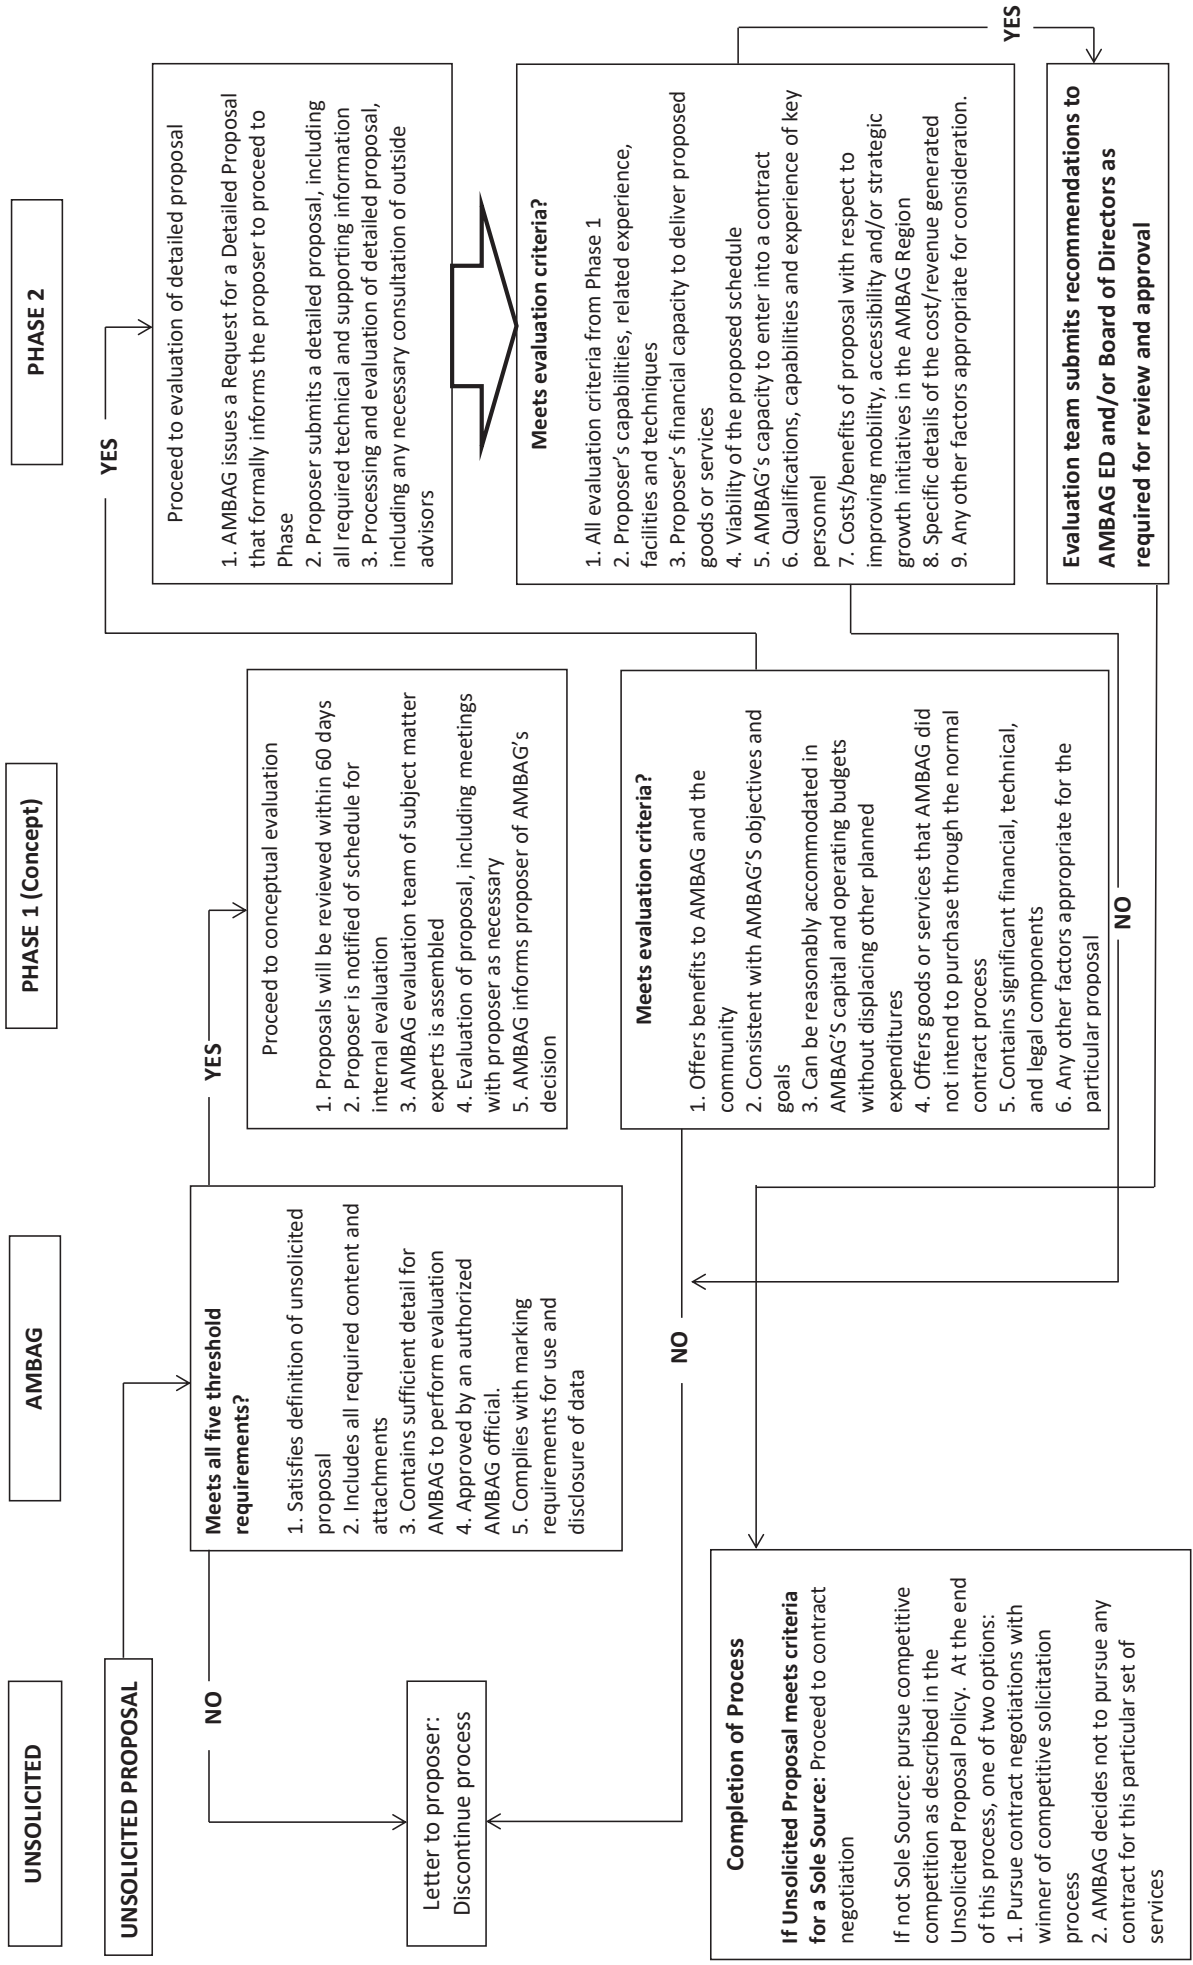 UNSOLICITED
AMBAG
PHASE 1 (Concept)
PHASE 2
UNSOLICITED PROPOSAL
Meets all five threshold
requirements?
1. Satisfies definition of unsolicited
proposal
2. Includes all required content and
attachments
3. Contains sufficient detail for
AMBAG to perform evaluation
4. Approved by an authorized
AMBAG official.
5. Complies with marking
requirements for use and
disclosure of data
NO
YES
Letter to proposer:
Discontinue process
Proceed to conceptual evaluation
1. Proposals will be reviewed within 60 days
2. Proposer is notified of schedule for
internal evaluation
3. AMBAG evaluation team of subject matter
experts is assembled
4. Evaluation of proposal, including meetings
with proposer as necessary
5. AMBAG informs proposer of AMBAG's
decision
Meets evaluation criteria?
1. Offers benefits to AMBAG and the
community
2. Consistent with AMBAG'S objectives and
goals
3. Can be reasonably accommodated in
AMBAG'S capital and operating budgets
without displacing other planned
expenditures
4. Offers goods or services that AMBAG did
not intend to purchase through the normal
contract process
5. Contains significant financial, technical,
and legal components
6. Any other factors appropriate for the
particular proposal
NO
YES
Proceed to evaluation of detailed proposal
1. AMBAG issues a Request for a Detailed Proposal
that formally informs the proposer to proceed to
Phase
2. Proposer submits a detailed proposal, including
all required technical and supporting information
3. Processing and evaluation of detailed proposal,
including any necessary consultation of outside
advisors
Meets evaluation criteria?
1. All evaluation criteria from Phase 1
2. Proposer's capabilities, related experience,
facilities and techniques
3. Proposer's financial capacity to deliver proposed
goods or services
4. Viability of the proposed schedule
5. AMBAG's capacity to enter into a contract
6. Qualifications, capabilities and experience of key
personnel
7. Costs/benefits of proposal with respect to
improving mobility, accessibility and/or strategic
growth initiatives in the AMBAG Region
8. Specific details of the cost/revenue generated
9. Any other factors appropriate for consideration.
NO
YES
Evaluation team submits recommendations to
AMBAG ED and/or Board of Directors as
required for review and approval
Completion of Process
If Unsolicited Proposal meets criteria
for a Sole Source: Proceed to contract
negotiation
If not Sole Source: pursue competitive
competition as described in the
Unsolicited Proposal Policy. At the end
of this process, one of two options:
1. Pursue contract negotiations with
winner of competitive solicitation
process
2. AMBAG decides not to pursue any
contract for this particular set of
services